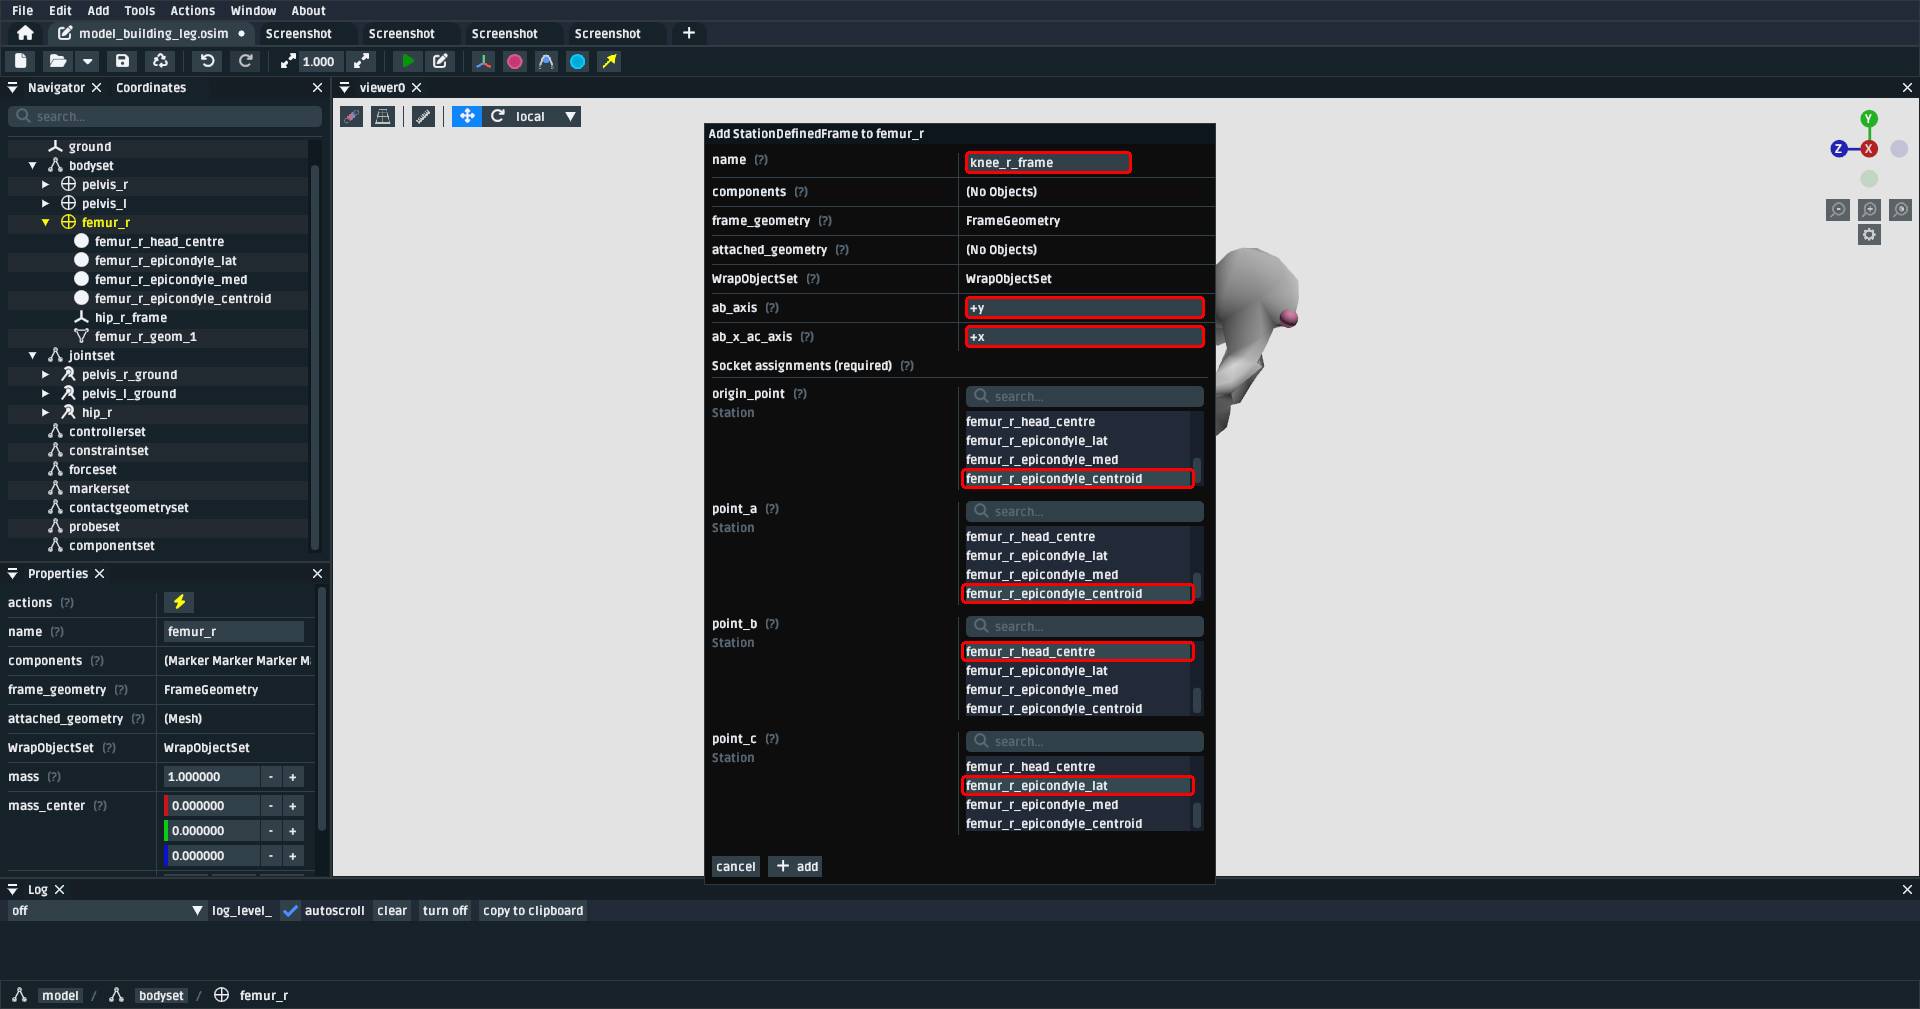 File Edit Add Tools Actions Window About
model_building_leg.osim Screenshot Screenshot Screenshot Screenshot
1.000
Navigator Coordinates
search...
ground
bodyset
pelvis_r
pelvis_l
femur_r
femur_r_head_centre
femur_r_epicondyle_lat
femur_r_epicondyle_med
femur_r_epicondyle_centroid
hip_r_frame
femur_r_geom_1
jointset
pelvis_r_ground
pelvis_l_ground
hip_r
controllerset
constraintset
forceset
markerset
contactgeometryset
probeset
componentset
Properties
actions (?)
name (?) femur_r
components (?) (Marker Marker Marker M
frame_geometry (?) FrameGeometry
attached_geometry (?) (Mesh)
WrapObjectSet (?) WrapObjectSet
mass (?) 1.000000 - +
mass_center (?) 0.000000 - +
0.000000 - +
0.000000 - +
viewer0
local
Y
Z X
Add StationDefinedFrame to femur_r
name (?) knee_r_frame
components (?) (No Objects)
frame_geometry (?) FrameGeometry
attached_geometry (?) (No Objects)
WrapObjectSet (?) WrapObjectSet
ab_axis (?) +y
ab_x_ac_axis (?) +x
Socket assignments (required) (?)
origin_point (?) search...
Station
femur_r_head_centre
femur_r_epicondyle_lat
femur_r_epicondyle_med
femur_r_epicondyle_centroid
point_a (?) search...
Station
femur_r_head_centre
femur_r_epicondyle_lat
femur_r_epicondyle_med
femur_r_epicondyle_centroid
point_b (?) search...
Station
femur_r_head_centre
femur_r_epicondyle_lat
femur_r_epicondyle_med
femur_r_epicondyle_centroid
point_c (?) search...
Station
femur_r_head_centre
femur_r_epicondyle_lat
femur_r_epicondyle_med
femur_r_epicondyle_centroid
cancel + add
Log
off log_level_ autoscroll clear turn off copy to clipboard
model / bodyset / femur_r